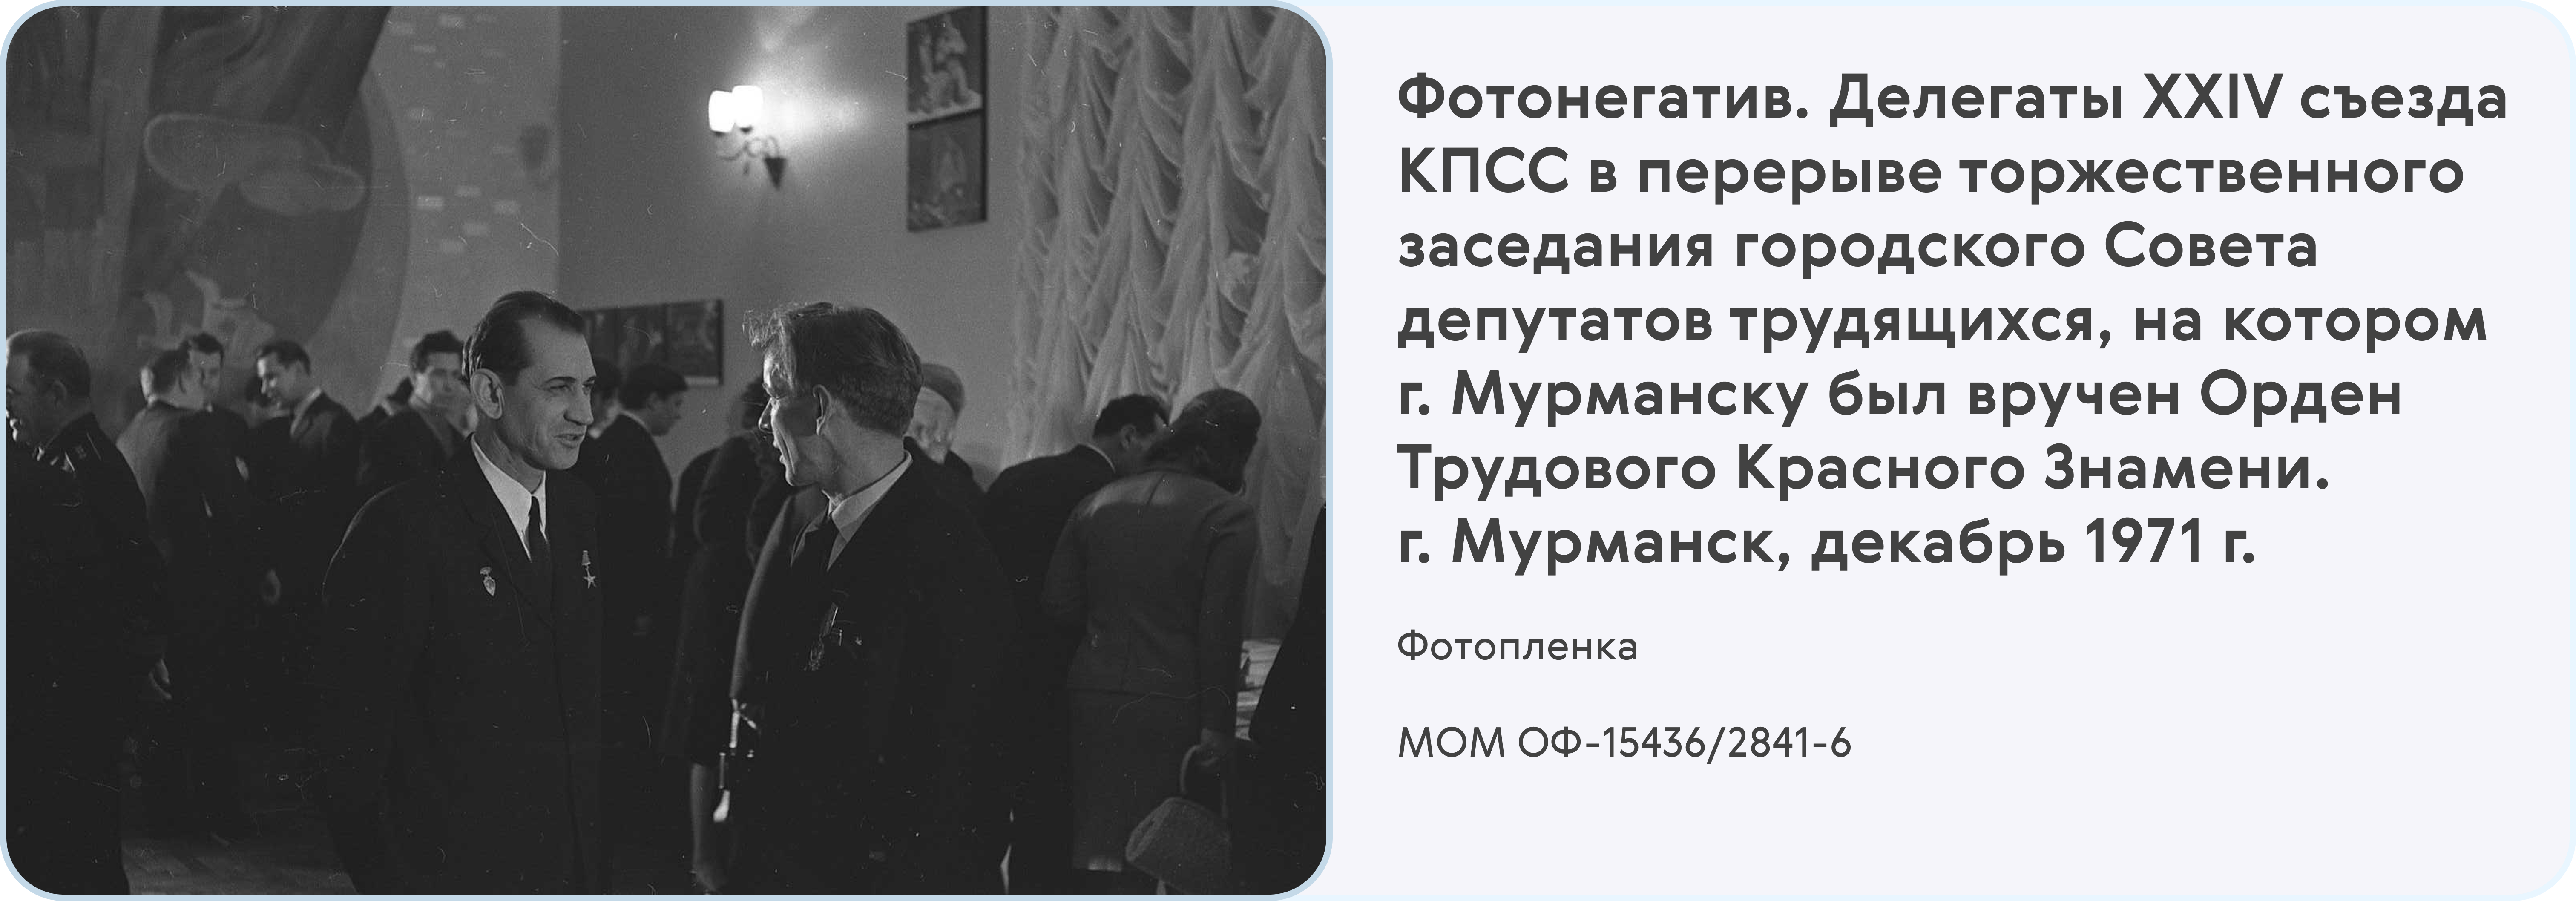 Фотонегатив. Делегаты XXIV съезда
КПСС в перерыве торжественного
заседания городского Совета
депутатов трудящихся, на котором
г. Мурманску был вручен Орден
Трудового Красного Знамени.
г. Мурманск, декабрь 1971 г.
Фотопленка
МОМ ОФ-15436/2841-6